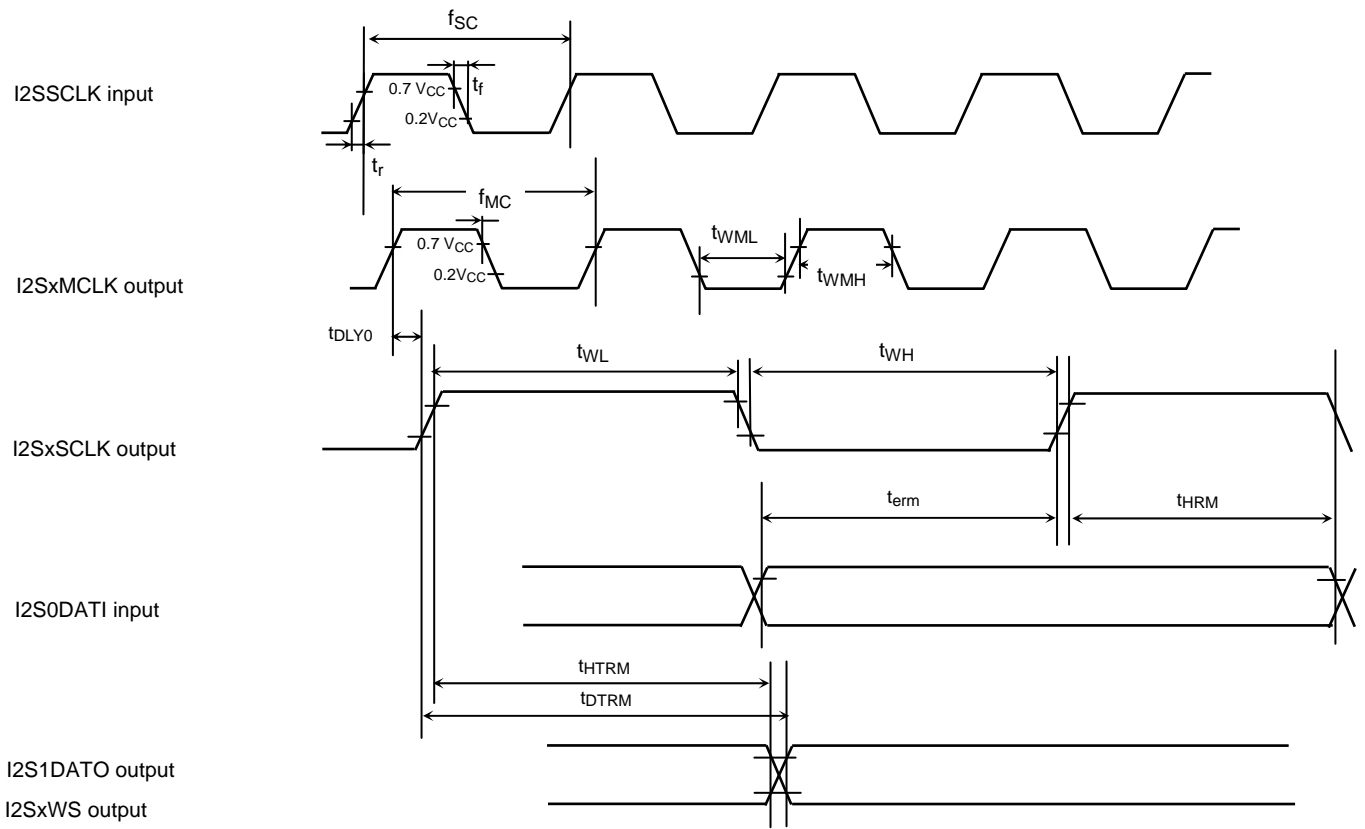 fSC
I2SSCLK input
0.7 VCC
tf
0.2VCC
tr
fMC
I2SxMCLK output
0.7 VCC
0.2VCC
tWML
tWMH
tDLY0
tWL
tWH
I2SxSCLK output
term
tHRM
I2S0DATI input
tHTRM
tDTRM
I2S1DATO output
I2SxWS output